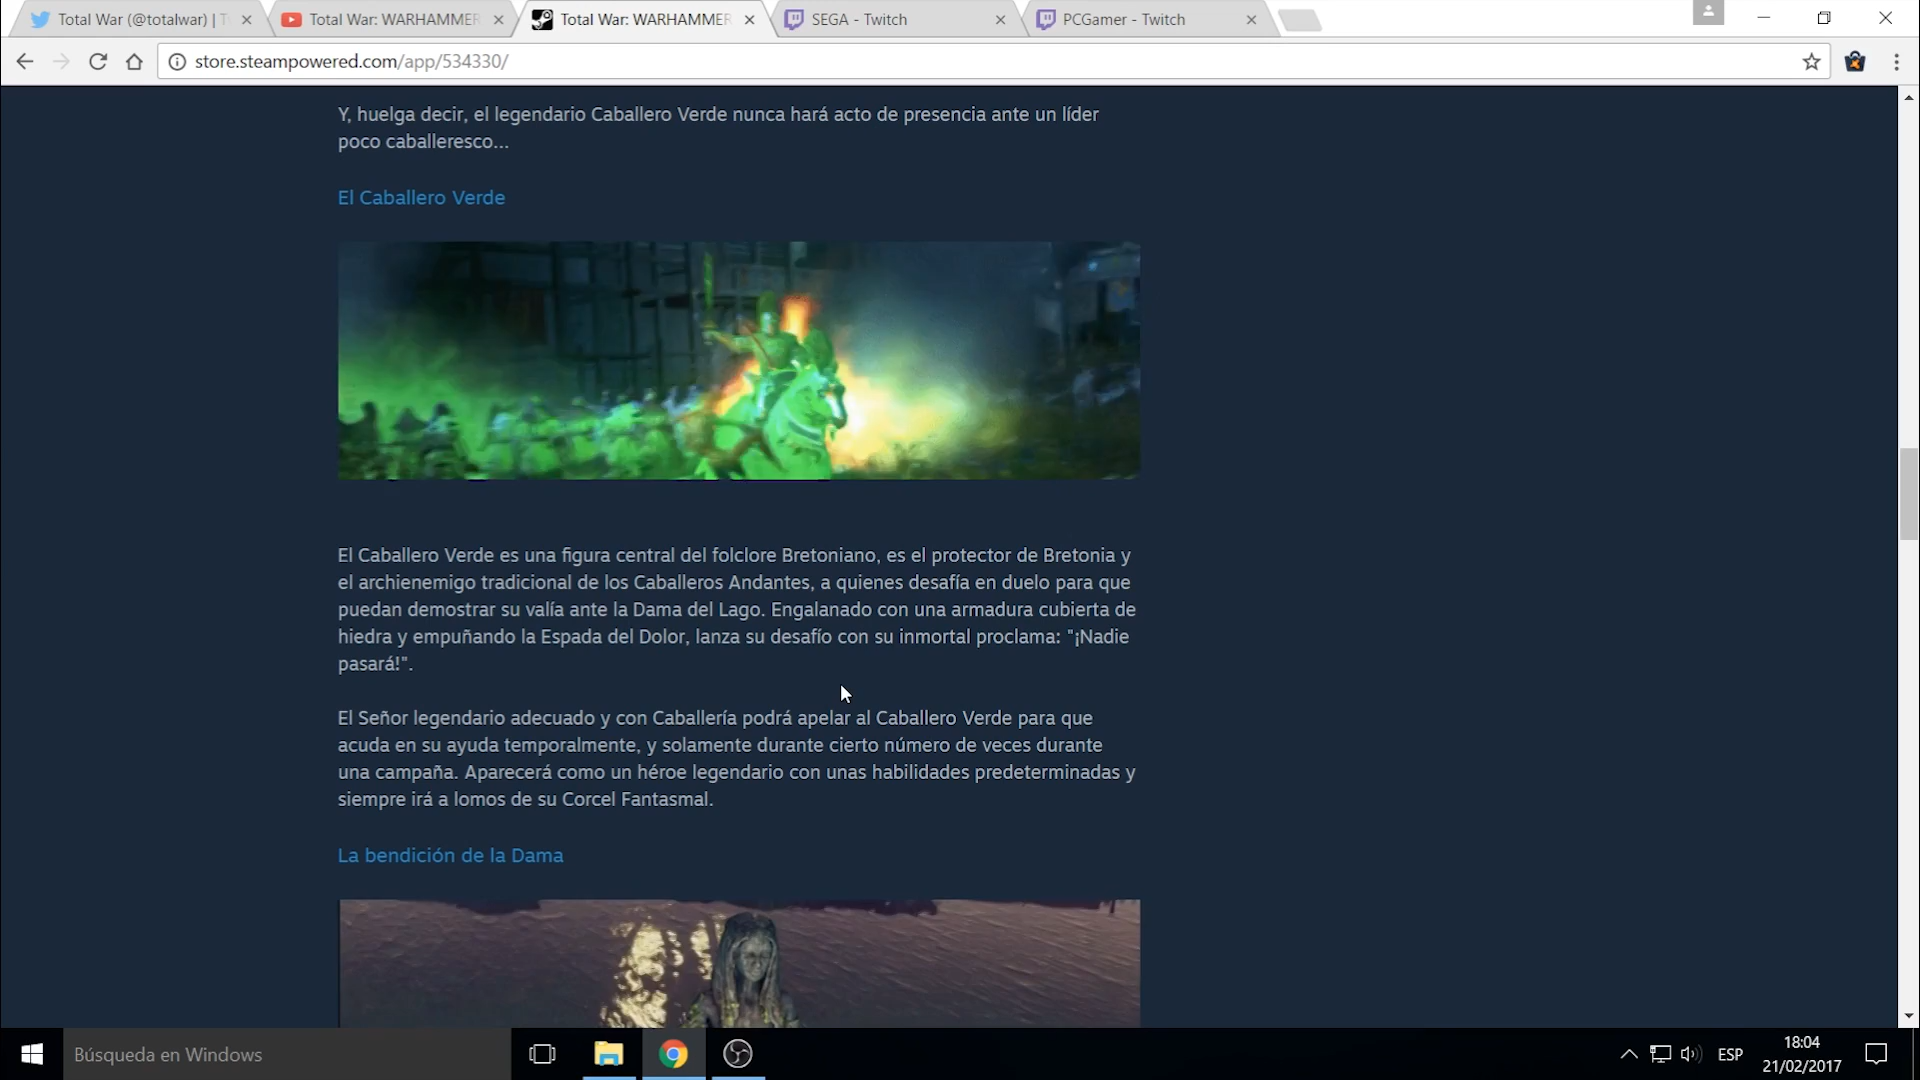 Total War (@totalwar) | T
Total War: WARHAMMER
Total War: WARHAMMER
SEGA - Twitch
PCGamer - Twitch
store.steampowered.com/app/534330/
Y, huelga decir, el legendario Caballero Verde nunca hará acto de presencia ante un líder
poco caballeresco...
El Caballero Verde
El Caballero Verde es una figura central del folclore Bretoniano, es el protector de Bretonia y
el archienemigo tradicional de los Caballeros Andantes, a quienes desafía en duelo para que
puedan demostrar su valía ante la Dama del Lago. Engalanado con una armadura cubierta de
hiedra y empuñando la Espada del Dolor, lanza su desafío con su inmortal proclama: "¡Nadie
pasará!".
El Señor legendario adecuado y con Caballería podrá apelar al Caballero Verde para que
acuda en su ayuda temporalmente, y solamente durante cierto número de veces durante
una campaña. Aparecerá como un héroe legendario con unas habilidades predeterminadas y
siempre irá a lomos de su Corcel Fantasmal.
La bendición de la Dama
Búsqueda en Windows
ESP
18:04
21/02/2017